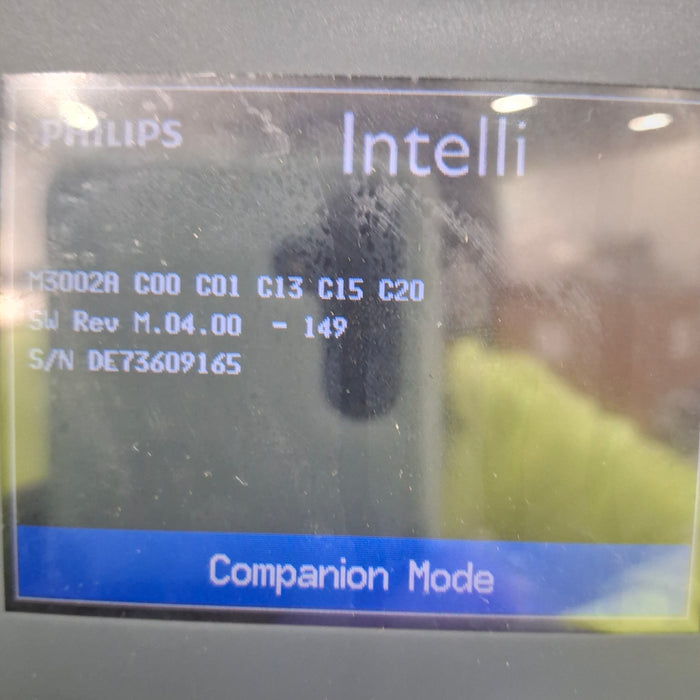 PHILIPS
Intelli
M3002A C00 C01 C13 C15 C20
SW Rev M.04.00 - 149
S/N DE73609165
Companion Mode